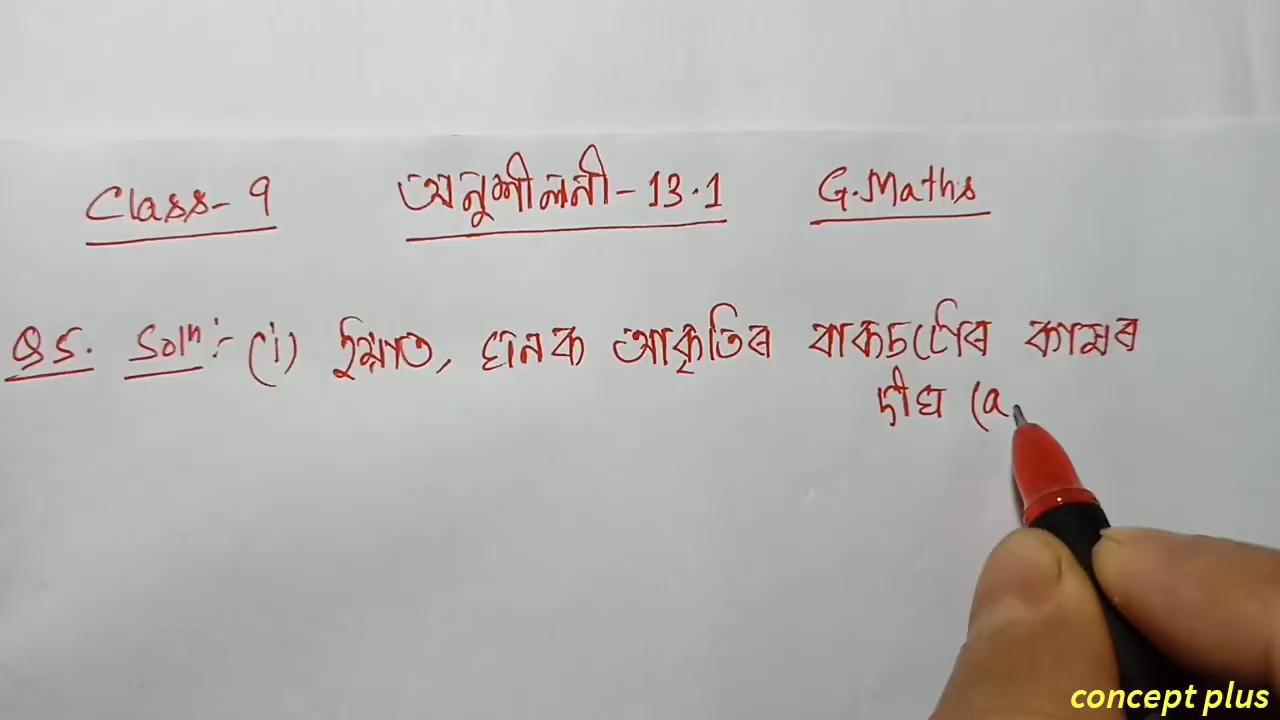 Class-9 অনুশীলনী-13.1 G.Maths
Q5. Solⁿ:- (i) ইয়াত, ঘনক আকৃতিৰ বাকচটোৰ কাষৰ
দীঘ (a
concept plus